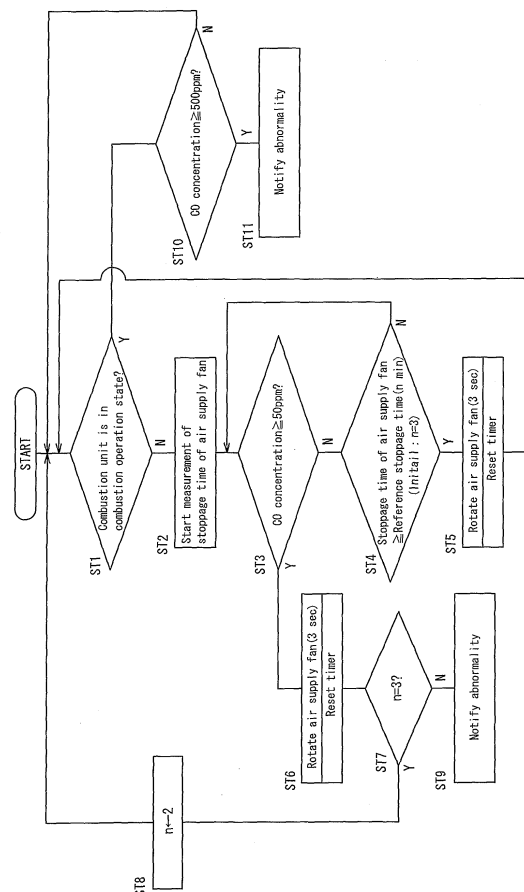 START
ST1
Combustion unit is in
combustion operation state?
Y
N
ST2
Start measurement of
stoppage time of air supply fan
ST3
CO concentration≧50ppm?
Y
N
ST4
Stoppage time of air supply fan
≧Reference stoppage time(n min)
(Initail : n=3)
N
Y
ST5
Rotate air supply fan(3 sec)
Reset timer
ST6
Rotate air supply fan(3 sec)
Reset timer
ST7
n=3?
Y
N
ST8
n←2
ST9
Notify abnormality
ST10
CO concentration≧500ppm?
N
Y
ST11
Notify abnormality